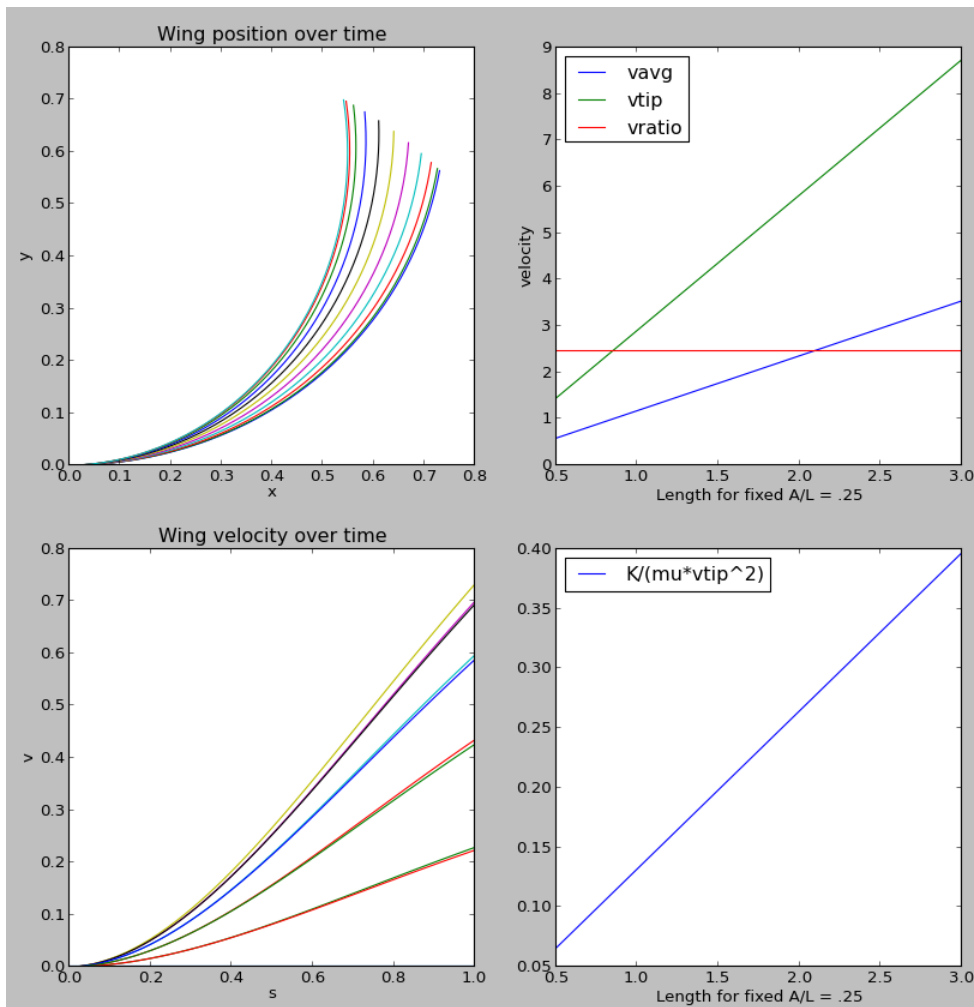 Wing position over time
0.8
0.7
0.6
0.5
0.4
0.3
0.2
0.1
0.0
y
0.0 0.1 0.2 0.3 0.4 0.5 0.6 0.7 0.8
x
9
8
7
6
5
4
3
2
1
0
velocity
vavg
vtip
vratio
0.5 1.0 1.5 2.0 2.5 3.0
Length for fixed A/L = .25
Wing velocity over time
0.8
0.7
0.6
0.5
0.4
0.3
0.2
0.1
0.0
v
0.0 0.2 0.4 0.6 0.8 1.0
s
0.40
0.35
0.30
0.25
0.20
0.15
0.10
0.05
K/(mu*vtip^2)
0.5 1.0 1.5 2.0 2.5 3.0
Length for fixed A/L = .25